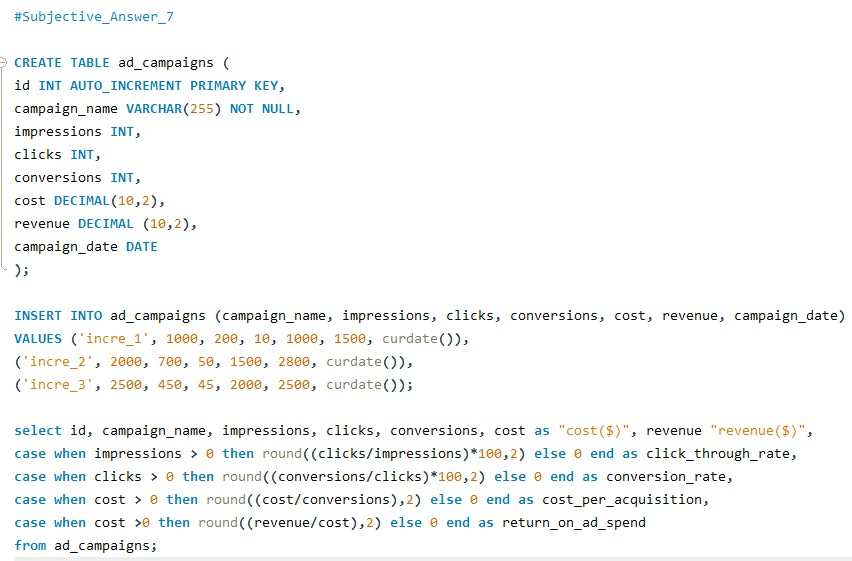 #Subjective_Answer_7
CREATE TABLE ad_campaigns (
id INT AUTO_INCREMENT PRIMARY KEY,
campaign_name VARCHAR(255) NOT NULL,
impressions INT,
clicks INT,
conversions INT,
cost DECIMAL(10,2),
revenue DECIMAL (10,2),
campaign_date DATE
);
INSERT INTO ad_campaigns (campaign_name, impressions, clicks, conversions, cost, revenue, campaign_date)
VALUES ('incre_1', 1000, 200, 10, 1000, 1500, curdate()),
('incre_2', 2000, 700, 50, 1500, 2800, curdate()),
('incre_3', 2500, 450, 45, 2000, 2500, curdate());
select id, campaign_name, impressions, clicks, conversions, cost as "cost($)", revenue "revenue($)",
case when impressions > 0 then round((clicks/impressions)*100,2) else 0 end as click_through_rate,
case when clicks > 0 then round((conversions/clicks)*100,2) else 0 end as conversion_rate,
case when cost > 0 then round((cost/conversions),2) else 0 end as cost_per_acquisition,
case when cost >0 then round((revenue/cost),2) else 0 end as return_on_ad_spend
from ad_campaigns;